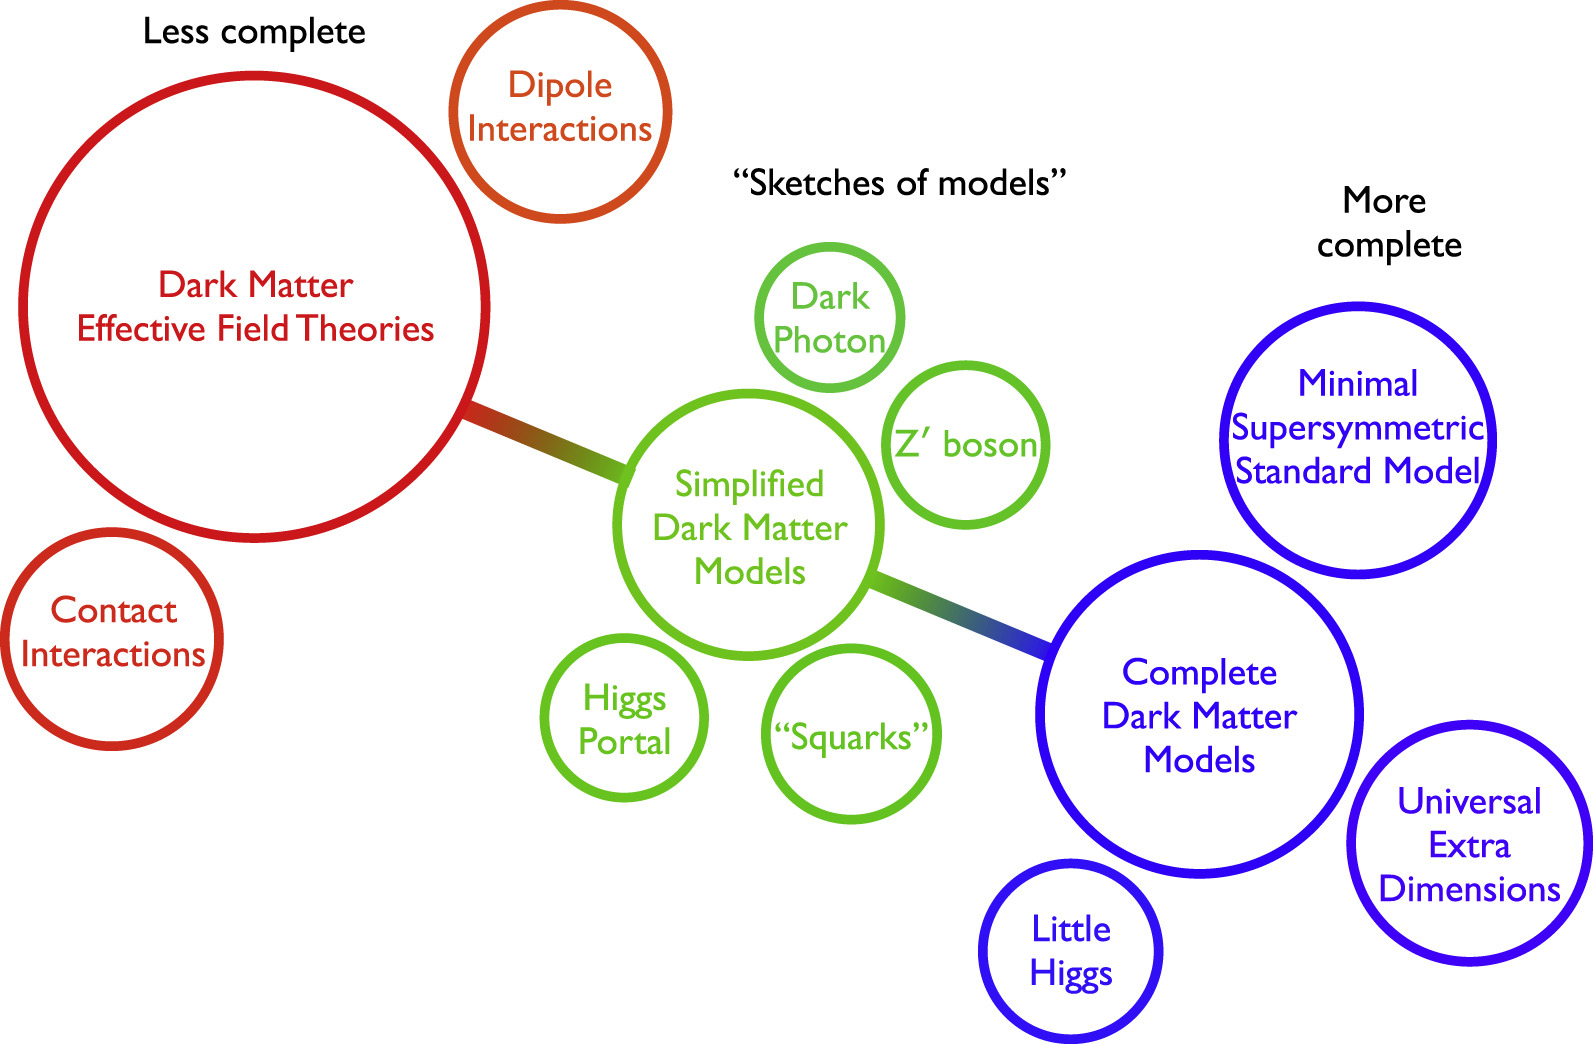 Less complete
Dipole
Interactions
“Sketches of models”
More
complete
Dark Matter
Effective Field Theories
Dark
Photon
Z′ boson
Minimal
Supersymmetric
Standard Model
Simplified
Dark Matter
Models
Contact
Interactions
Higgs
Portal
“Squarks”
Complete
Dark Matter
Models
Universal
Extra
Dimensions
Little
Higgs